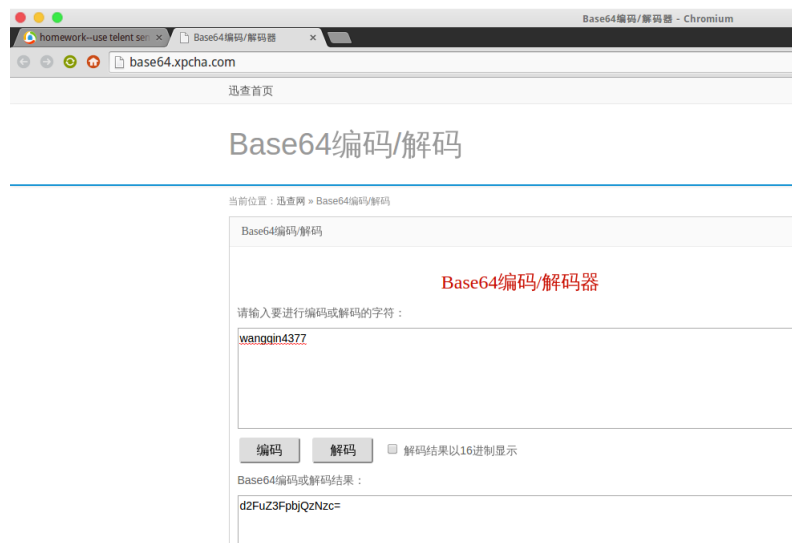 Base64编码/解码器 - Chromium
homework--use telent sen
Base64编码/解码器
base64.xpcha.com
迅查首页
Base64编码/解码
当前位置：迅查网 » Base64编码/解码
Base64编码/解码
Base64编码/解码器
请输入要进行编码或解码的字符：
wangqin4377
编码 解码 解码结果以16进制显示
Base64编码或解码结果：
d2FuZ3FpbjQzNzc=